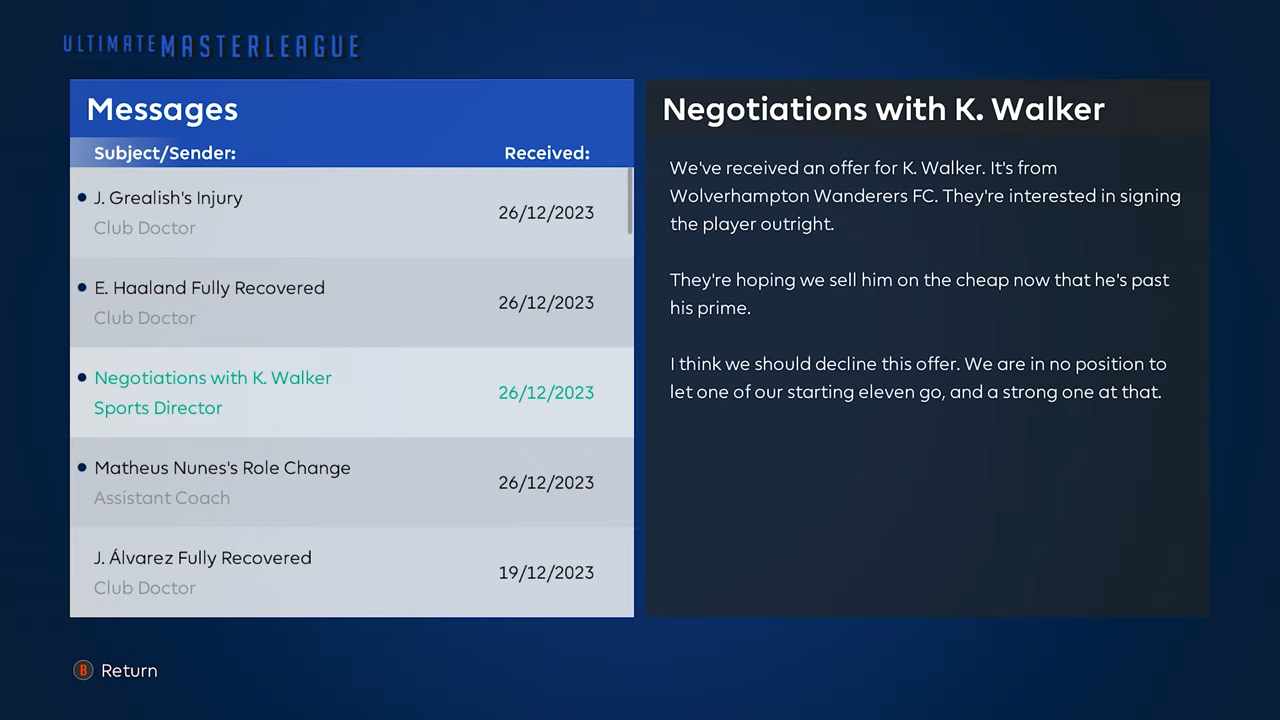 ULTIMATE MASTERLEAGUE
Messages
Subject/Sender: Received:
J. Grealish's Injury
Club Doctor
26/12/2023
E. Haaland Fully Recovered
Club Doctor
26/12/2023
Negotiations with K. Walker
Sports Director
26/12/2023
Matheus Nunes's Role Change
Assistant Coach
26/12/2023
J. Álvarez Fully Recovered
Club Doctor
19/12/2023
Negotiations with K. Walker
We've received an offer for K. Walker. It's from
Wolverhampton Wanderers FC. They're interested in signing
the player outright.
They're hoping we sell him on the cheap now that he's past
his prime.
I think we should decline this offer. We are in no position to
let one of our starting eleven go, and a strong one at that.
B Return